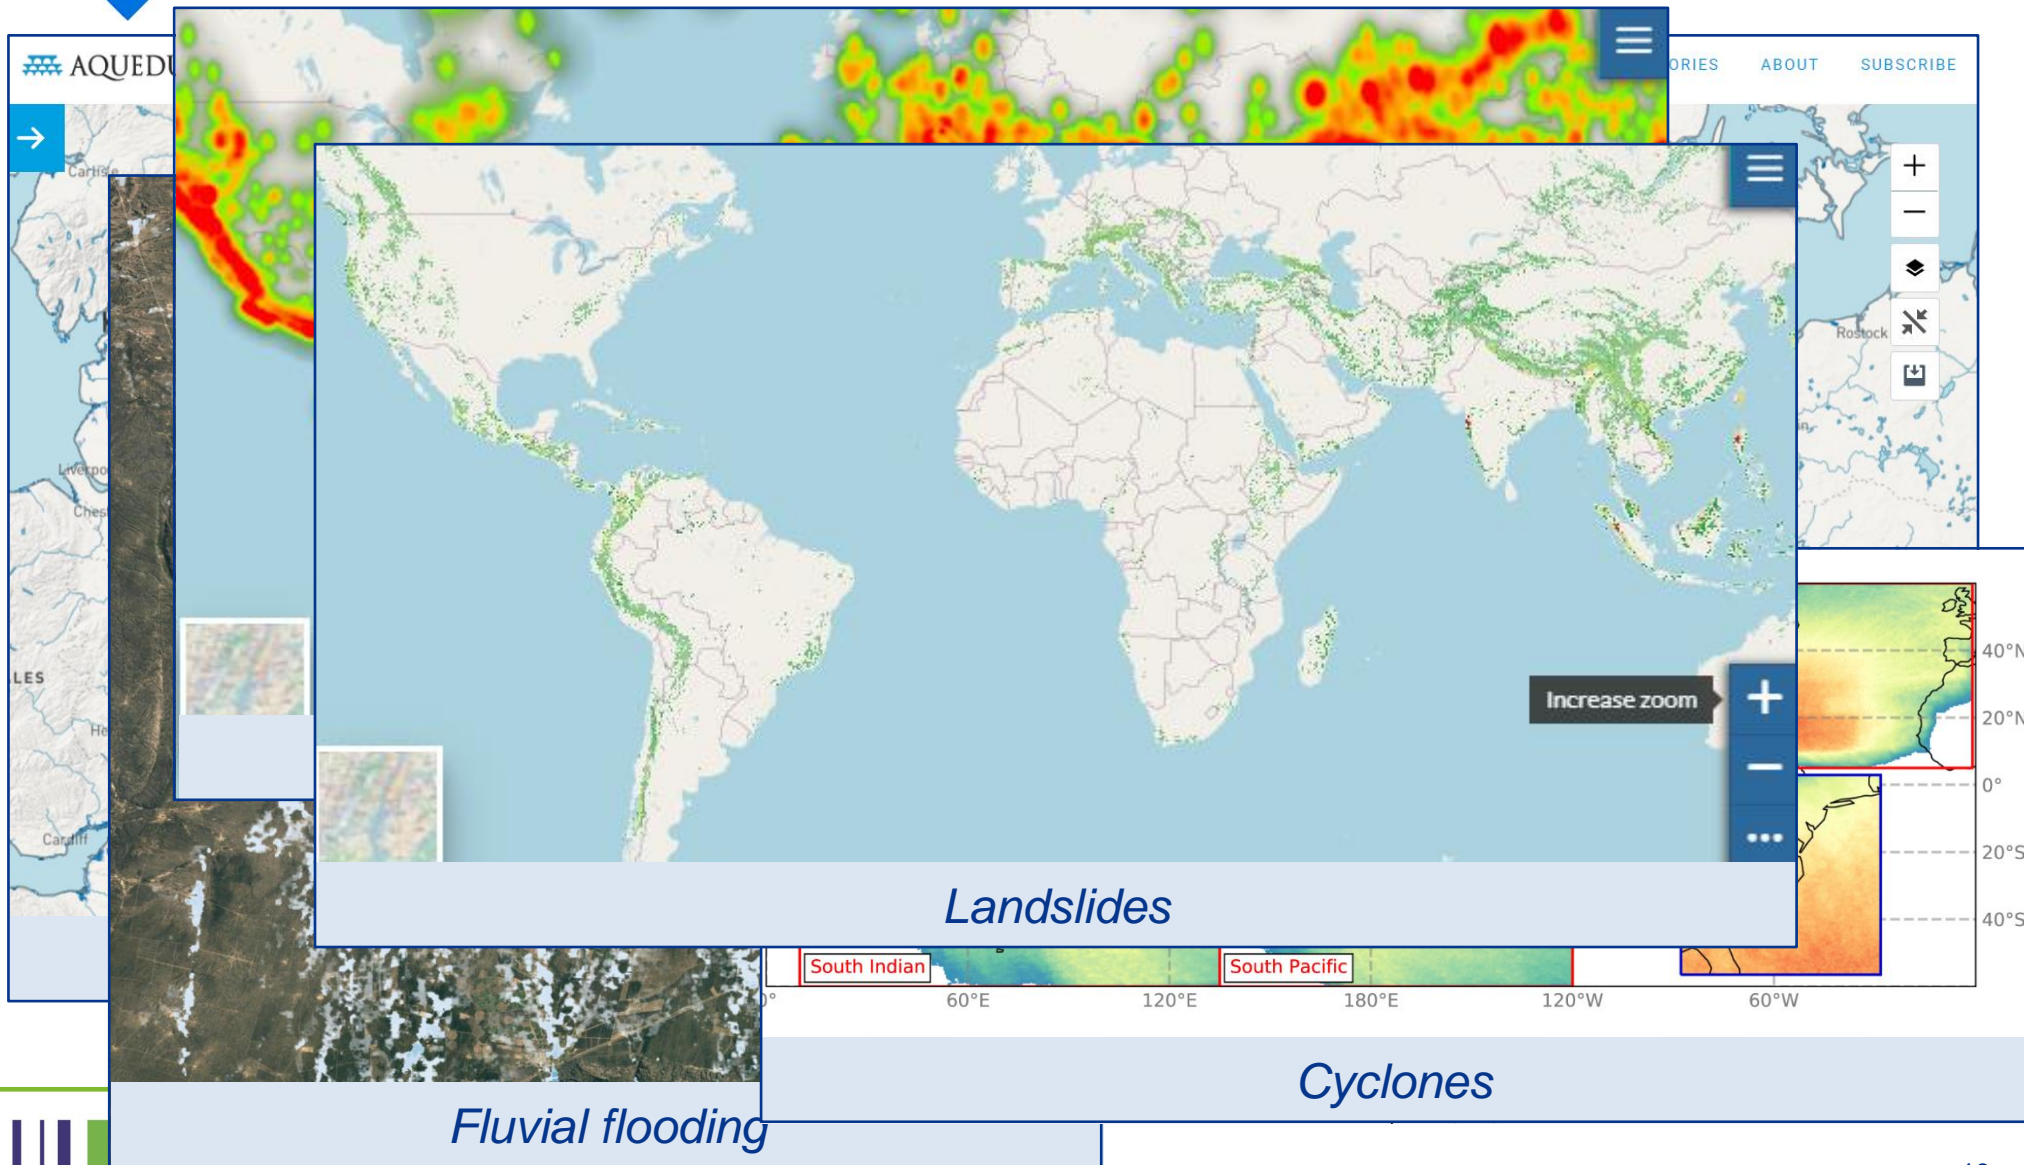 AQUEDU
ORIES ABOUT SUBSCRIBE
Carlisle
Rostock
Liverpo
Ches
LES
He
Cardiff
Increase zoom
40°N
20°N
0°
20°S
40°S
Landslides
South Indian
South Pacific
0°
60°E
120°E
180°E
120°W
60°W
Cyclones
Fluvial flooding